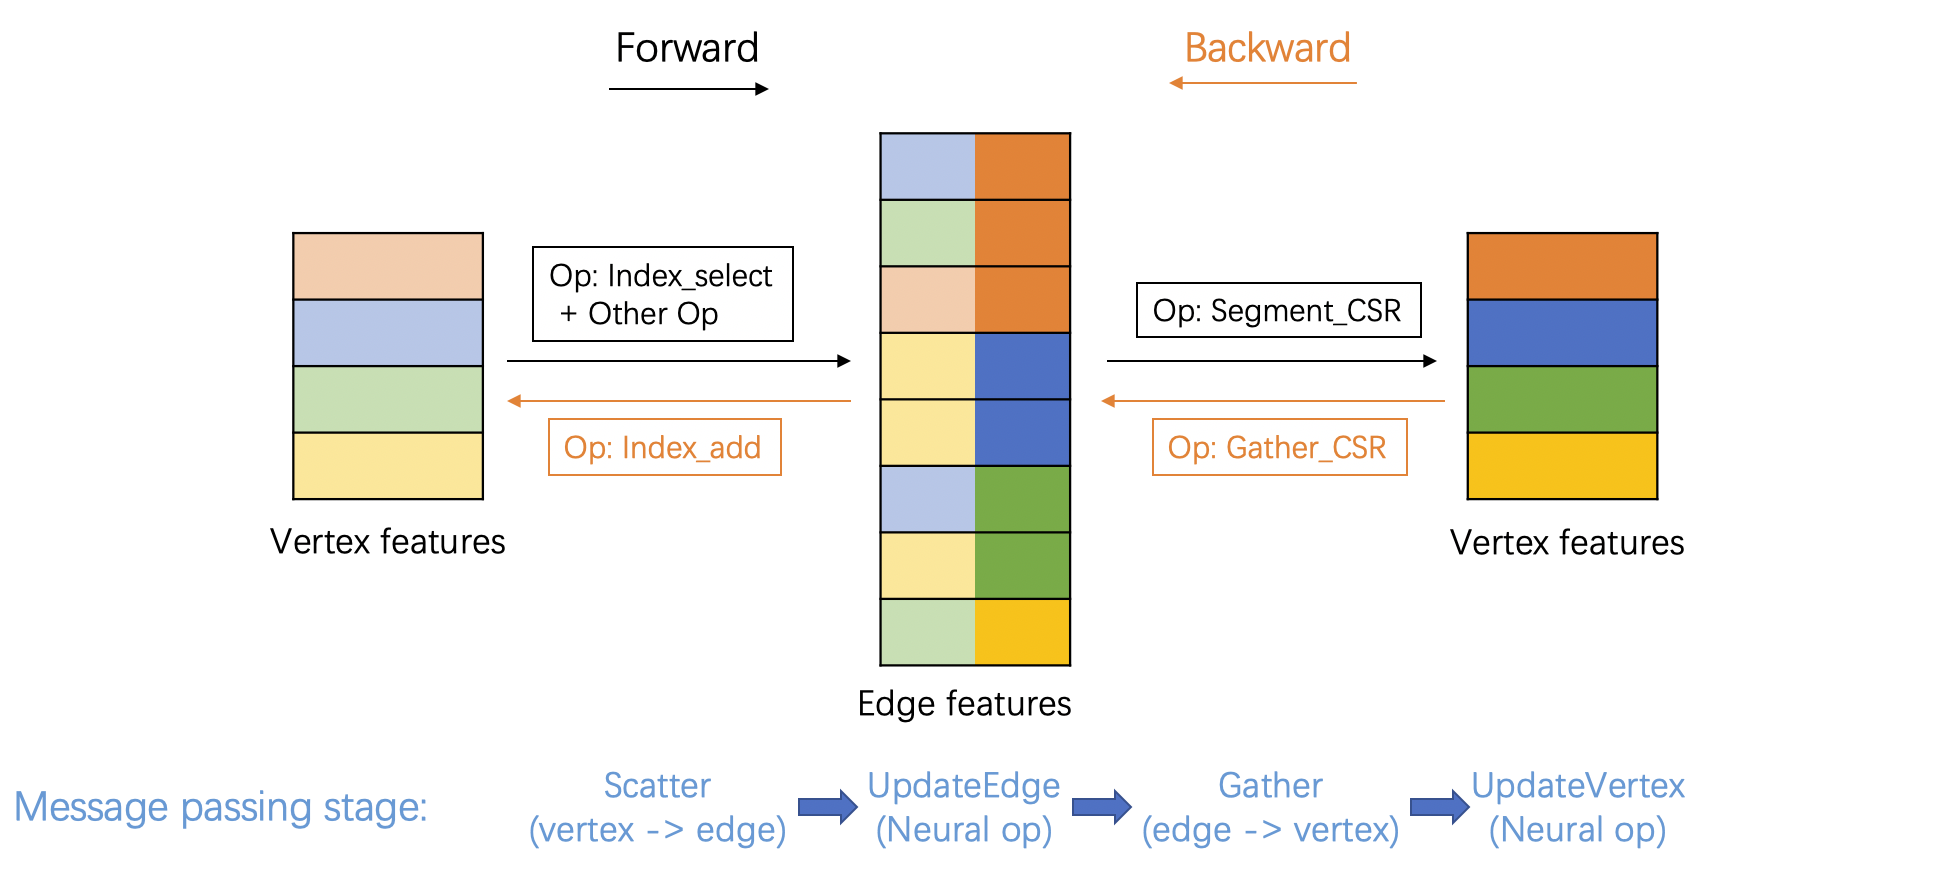 Forward
Backward
Op: Index_select
+ Other Op
Op: Segment_CSR
Op: Index_add
Op: Gather_CSR
Vertex features
Vertex features
Edge features
Message passing stage:
Scatter
(vertex -> edge)
UpdateEdge
(Neural op)
Gather
(edge -> vertex)
UpdateVertex
(Neural op)